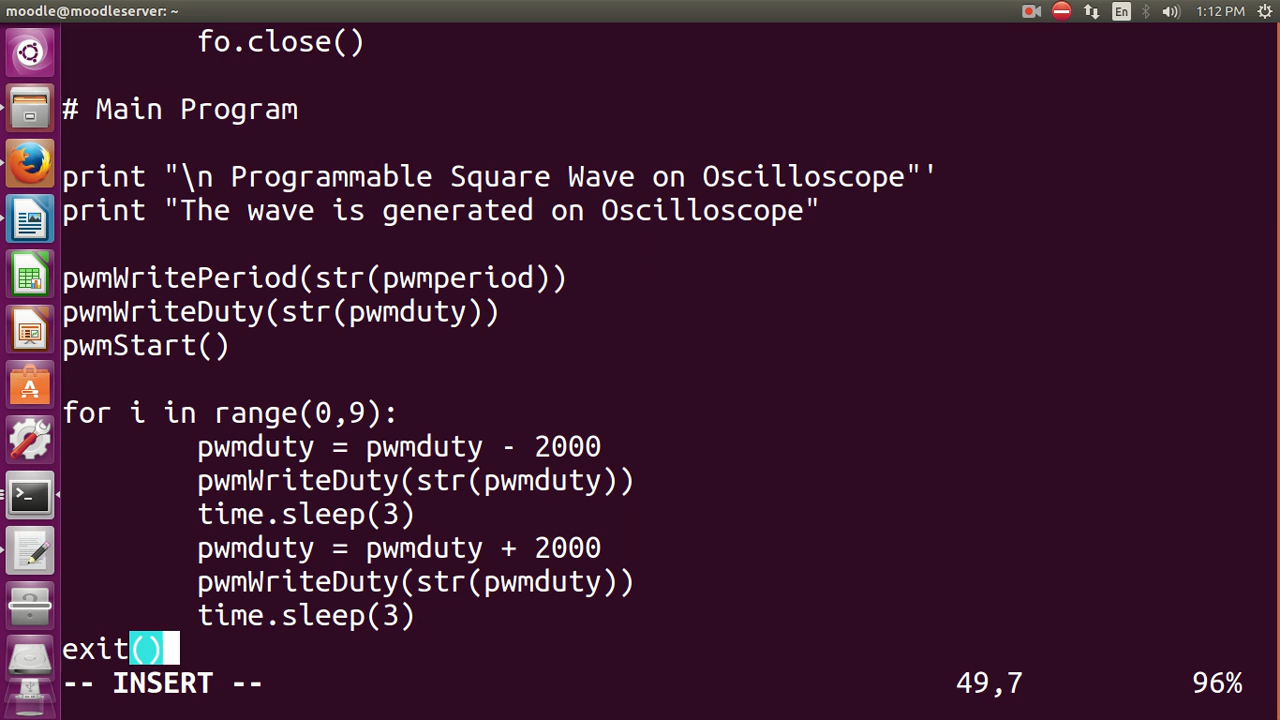 moodle@moodleserver: ~
En
1:12 PM
fo.close()
# Main Program
print "\n Programmable Square Wave on Oscilloscope"'
print "The wave is generated on Oscilloscope"
pwmWritePeriod(str(pwmperiod))
pwmWriteDuty(str(pwmduty))
pwmStart()
for i in range(0,9):
pwmduty = pwmduty - 2000
pwmWriteDuty(str(pwmduty))
time.sleep(3)
pwmduty = pwmduty + 2000
pwmWriteDuty(str(pwmduty))
time.sleep(3)
exit()
-- INSERT --
49,7
96%